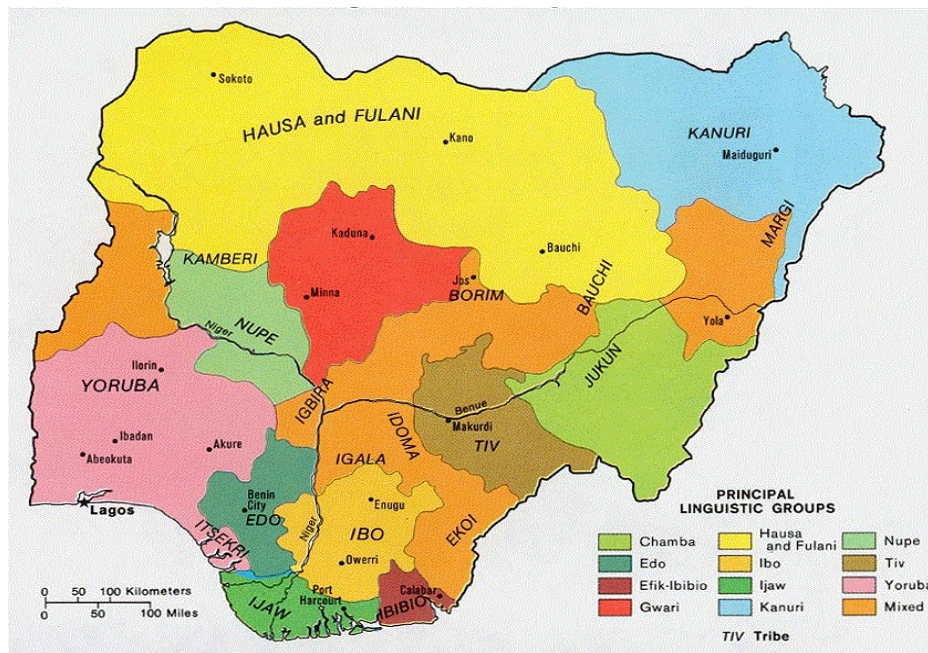 Sokoto
HAUSA and FULANI
Kano
KANURI
Maiduguri
MARGI
Kaduna
KAMBERI
Bauchi
Minna
Jos
BORIM
BAUCHI
Yola
Niger
NUPE
JUKUN
Ilorin
YORUBA
IGBIRA
Benue
Makurdi
IDOMA
TIV
Ibadan
Akure
Abeokuta
IGALA
Benin
City
EDO
Enugu
Lagos
ITSEKRI
Niger
IBO
EKOI
Owerri
Port
Harcourt
IJAW
Calabar
IBIBIO
0 50 100 Kilometers
0 50 100 Miles
PRINCIPAL
LINGUISTIC GROUPS
Chamba
Edo
Efik-Ibibio
Gwari
Hausa
and Fulani
Ibo
Ijaw
Kanuri
Nupe
Tiv
Yoruba
Mixed
TIV Tribe